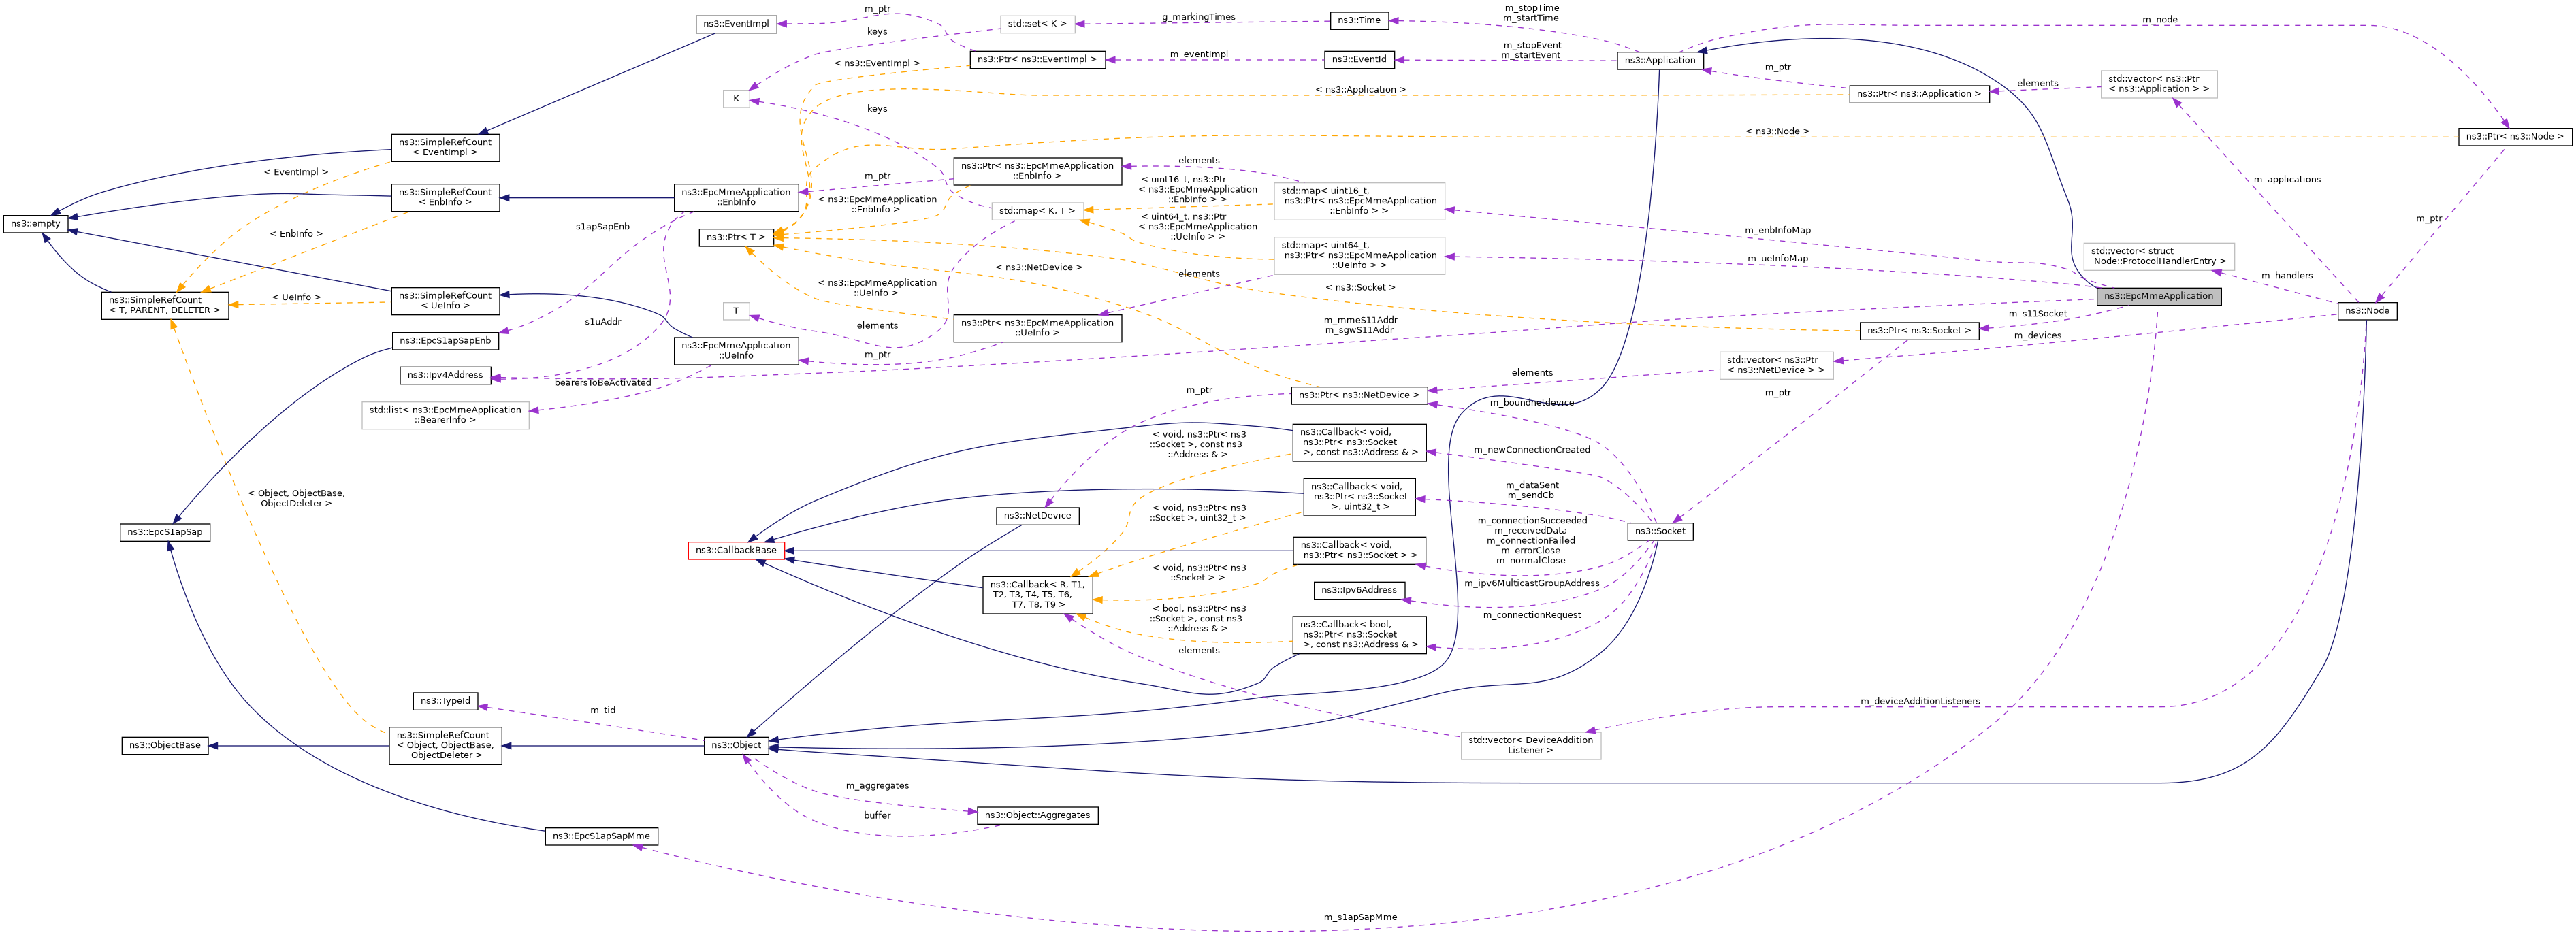 ns3::EventImpl
m_ptr
std::set< K >
g_markingTimes
ns3::Time
m_stopTime
m_startTime
m_node
keys
ns3::Ptr< ns3::EventImpl >
m_eventImpl
ns3::EventId
m_stopEvent
m_startEvent
ns3::Application
< ns3::EventImpl >
m_ptr
ns3::Ptr< ns3::Application >
elements
std::vector< ns3::Ptr
< ns3::Application > >
K
< ns3::Application >
keys
< ns3::Node >
ns3::Ptr< ns3::Node >
ns3::SimpleRefCount
< EventImpl >
< EventImpl >
ns3::SimpleRefCount
< EnbInfo >
ns3::EpcMmeApplication
::EnbInfo
m_ptr
ns3::Ptr< ns3::EpcMmeApplication
::EnbInfo >
elements
< uint16_t, ns3::Ptr
< ns3::EpcMmeApplication
::EnbInfo > >
std::map< uint16_t,
ns3::Ptr< ns3::EpcMmeApplication
::EnbInfo > >
m_applications
m_ptr
ns3::empty
< EnbInfo >
s1apSapEnb
ns3::Ptr< T >
< ns3::EpcMmeApplication
::EnbInfo >
std::map< K, T >
< uint64_t, ns3::Ptr
< ns3::EpcMmeApplication
::UeInfo > >
m_enbInfoMap
std::map< uint64_t,
ns3::Ptr< ns3::EpcMmeApplication
::UeInfo > >
m_ueInfoMap
std::vector< struct
Node::ProtocolHandlerEntry >
m_handlers
< ns3::NetDevice >
elements
< ns3::Socket >
ns3::EpcMmeApplication
ns3::SimpleRefCount
< T, PARENT, DELETER >
< UeInfo >
ns3::SimpleRefCount
< UeInfo >
< ns3::EpcMmeApplication
::UeInfo >
T
s1uAddr
elements
ns3::Ptr< ns3::EpcMmeApplication
::UeInfo >
m_mmeS11Addr
m_sgwS11Addr
m_s11Socket
ns3::Ptr< ns3::Socket >
ns3::Node
m_devices
ns3::EpcS1apSapEnb
ns3::EpcMmeApplication
::UeInfo
m_ptr
ns3::Ipv4Address
bearersToBeActivated
std::list< ns3::EpcMmeApplication
::BearerInfo >
m_ptr
ns3::Ptr< ns3::NetDevice >
elements
std::vector< ns3::Ptr
< ns3::NetDevice > >
m_ptr
m_boundnetdevice
< void, ns3::Ptr< ns3
::Socket >, const ns3
::Address & >
ns3::Callback< void,
ns3::Ptr< ns3::Socket
>, const ns3::Address & >
m_newConnectionCreated
< Object, ObjectBase,
ObjectDeleter >
ns3::Callback< void,
ns3::Ptr< ns3::Socket
>, uint32_t >
m_dataSent
m_sendCb
ns3::NetDevice
< void, ns3::Ptr< ns3
::Socket >, uint32_t >
ns3::EpcS1apSap
ns3::Socket
ns3::CallbackBase
ns3::Callback< void,
ns3::Ptr< ns3::Socket > >
m_connectionSucceeded
m_receivedData
m_connectionFailed
m_errorClose
m_normalClose
< void, ns3::Ptr< ns3
::Socket > >
ns3::Callback< R, T1,
T2, T3, T4, T5, T6,
T7, T8, T9 >
ns3::Ipv6Address
m_ipv6MulticastGroupAddress
< bool, ns3::Ptr< ns3
::Socket >, const ns3
::Address & >
ns3::Callback< bool,
ns3::Ptr< ns3::Socket
>, const ns3::Address & >
m_connectionRequest
elements
ns3::TypeId
m_tid
m_deviceAdditionListeners
ns3::ObjectBase
ns3::SimpleRefCount
< Object, ObjectBase,
ObjectDeleter >
ns3::Object
std::vector< DeviceAddition
Listener >
m_aggregates
buffer
ns3::Object::Aggregates
ns3::EpcS1apSapMme
m_s1apSapMme